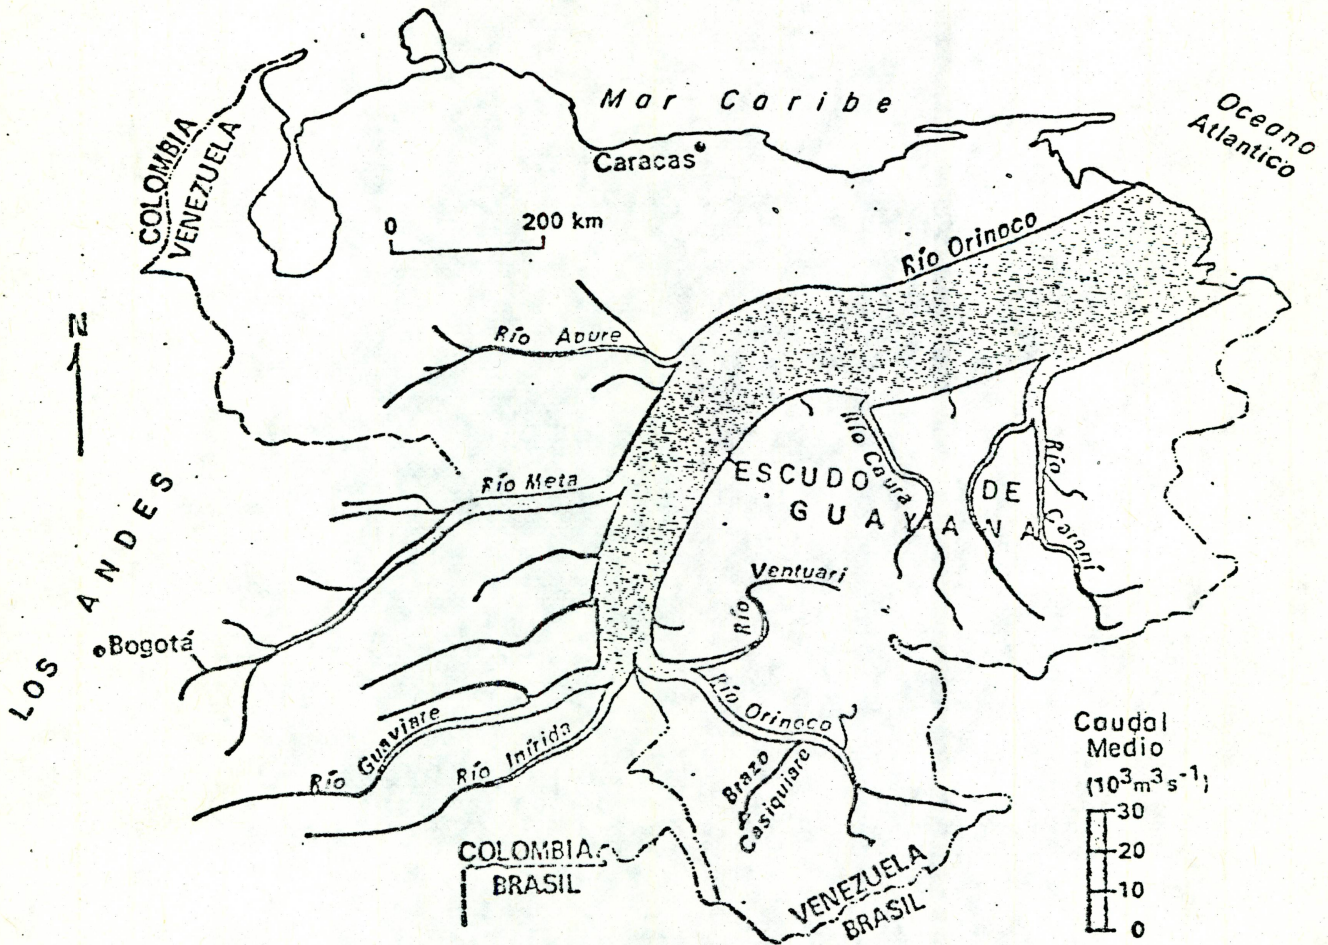 Mar Caribe
Oceano
Atlantico
COLOMBIA
VENEZUELA
Caracas
0 200 km
Río Orinoco
N
Río Apure
LOS ANDES
Río Meta
ESCUDO DE
GUAYANA
Río Caura
Río Caroní
Río Ventuari
Bogotá
Río Guaviare
Río Inírida
Río Orinoco
Brazo
Casiquiare
COLOMBIA
BRASIL
VENEZUELA
BRASIL
Caudal
Medio
(10³m³s⁻¹)
30
20
10
0